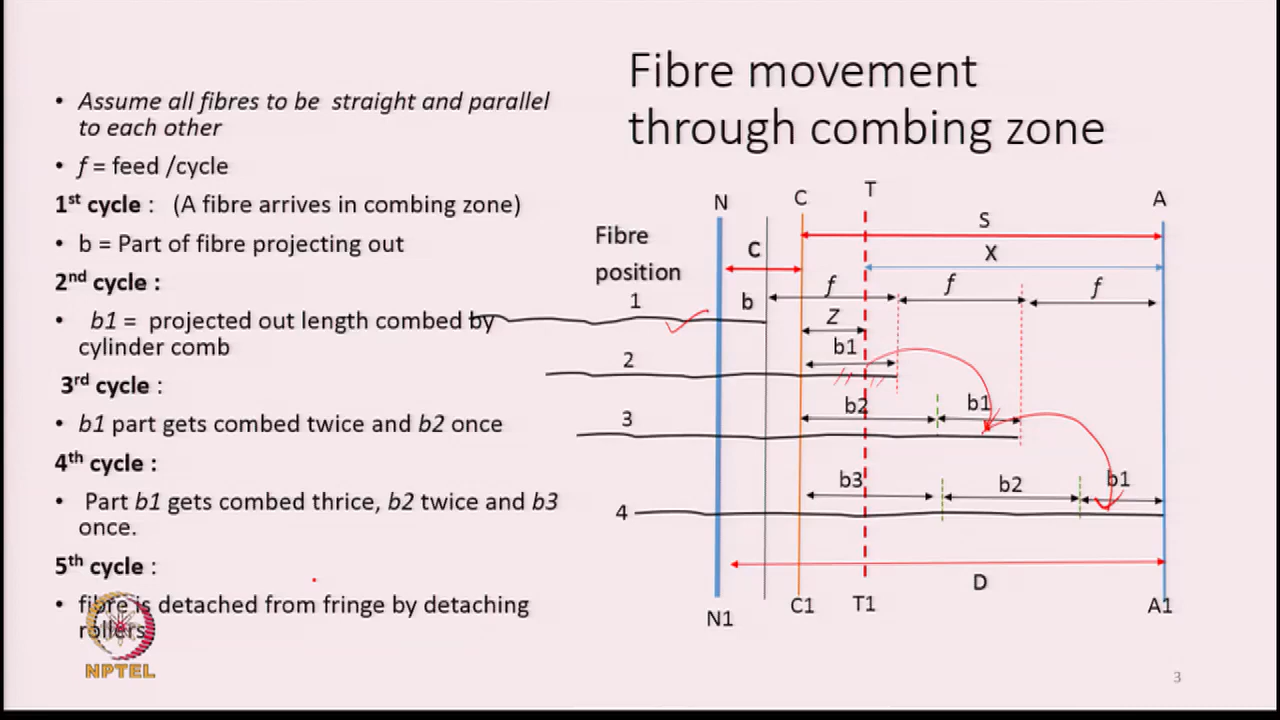 Fibre movement
through combing zone
• Assume all fibres to be straight and parallel
to each other
• f = feed /cycle
1st cycle : (A fibre arrives in combing zone)
• b = Part of fibre projecting out
2nd cycle :
• b1 = projected out length combed by
cylinder comb
3rd cycle :
• b1 part gets combed twice and b2 once
4th cycle :
• Part b1 gets combed thrice, b2 twice and b3
once.
5th cycle :
• fibre is detached from fringe by detaching
rollers
NPTEL
N C T A
S
Fibre
position
C
X
f f f
1 b
Z
2 b1
3 b2 b1
4 b3 b2 b1
D
N1 C1 T1 A1
3